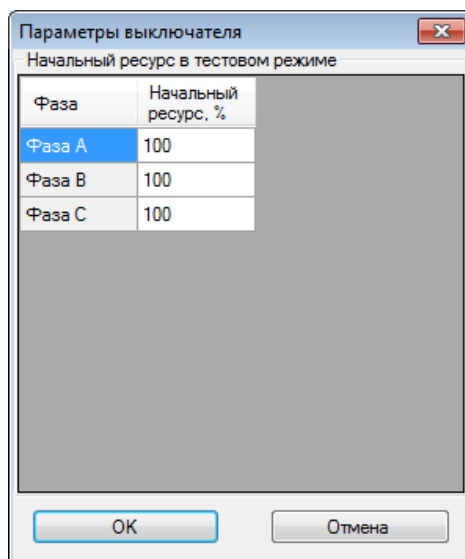 Параметры выключателя
Начальный ресурс в тестовом режиме
Фаза
Начальный
ресурс, %
Фаза A 100
Фаза B 100
Фаза C 100
OK Отмена